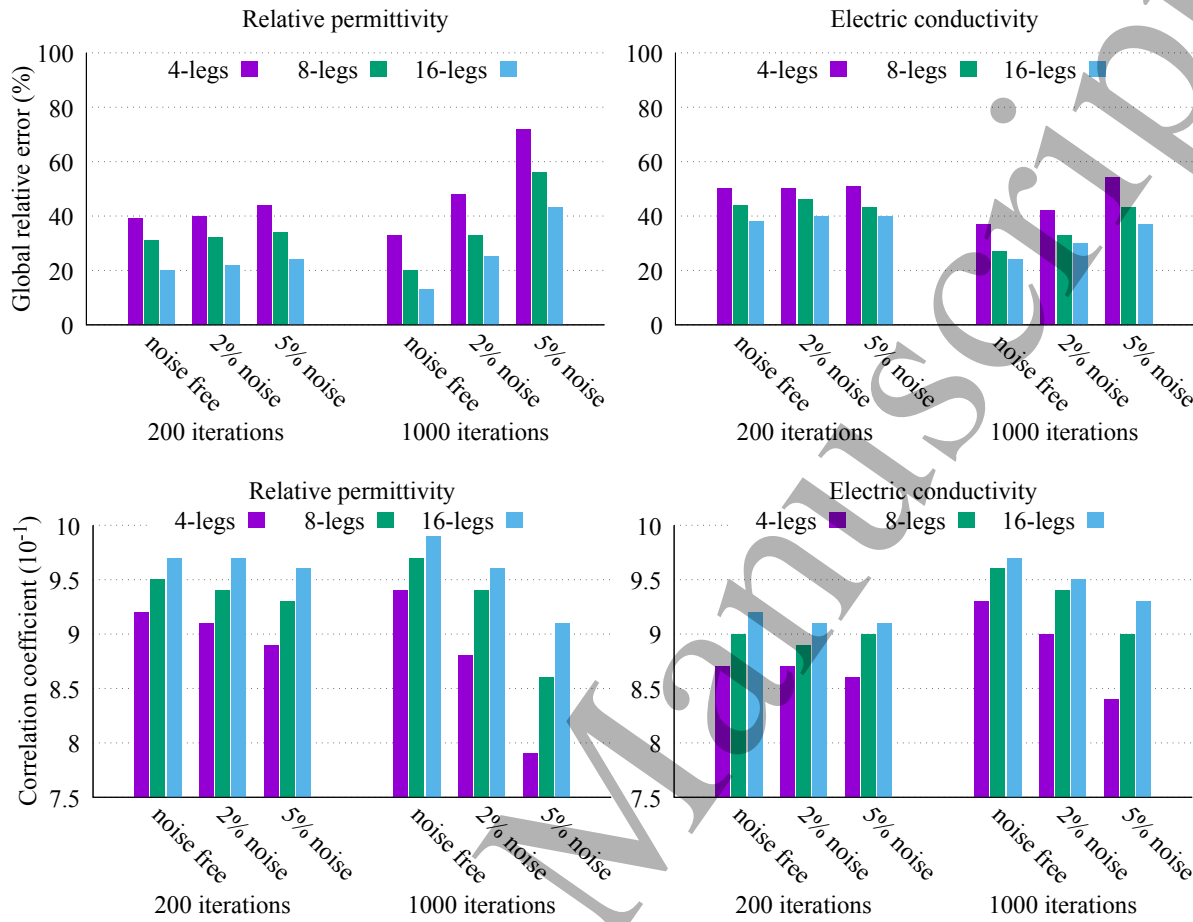 Relative permittivity
Global relative error (%)
100
80
60
40
20
0
4-legs 8-legs 16-legs
noise free 2% noise 5% noise noise free 2% noise 5% noise
200 iterations 1000 iterations
Electric conductivity
100
80
60
40
20
0
4-legs 8-legs 16-legs
noise free 2% noise 5% noise noise free 2% noise 5% noise
200 iterations 1000 iterations
Relative permittivity
Correlation coefficient (10⁻¹)
10
9.5
9
8.5
8
7.5
4-legs 8-legs 16-legs
noise free 2% noise 5% noise noise free 2% noise 5% noise
200 iterations 1000 iterations
Electric conductivity
10
9.5
9
8.5
8
7.5
4-legs 8-legs 16-legs
noise free 2% noise 5% noise noise free 2% noise 5% noise
200 iterations 1000 iterations
Manuscrip